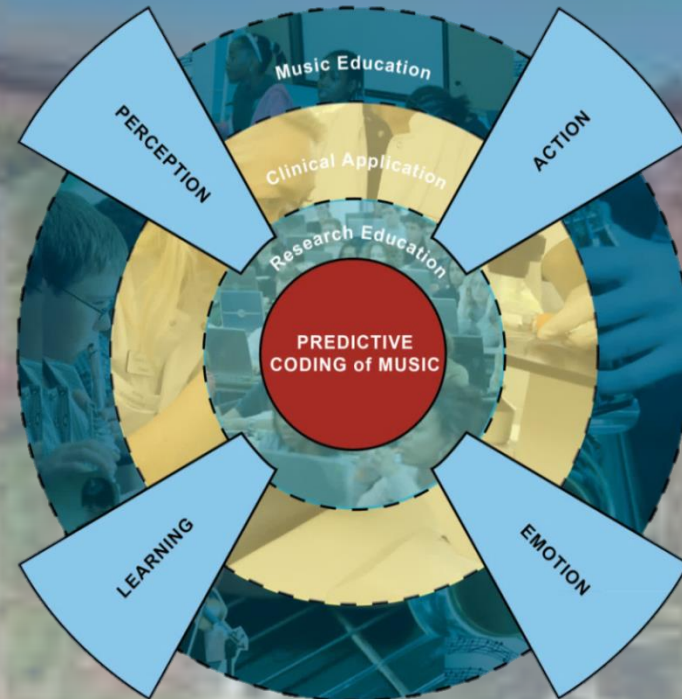 Music Education
PERCEPTION
ACTION
Clinical Application
Research Education
PREDICTIVE
CODING of MUSIC
LEARNING
EMOTION